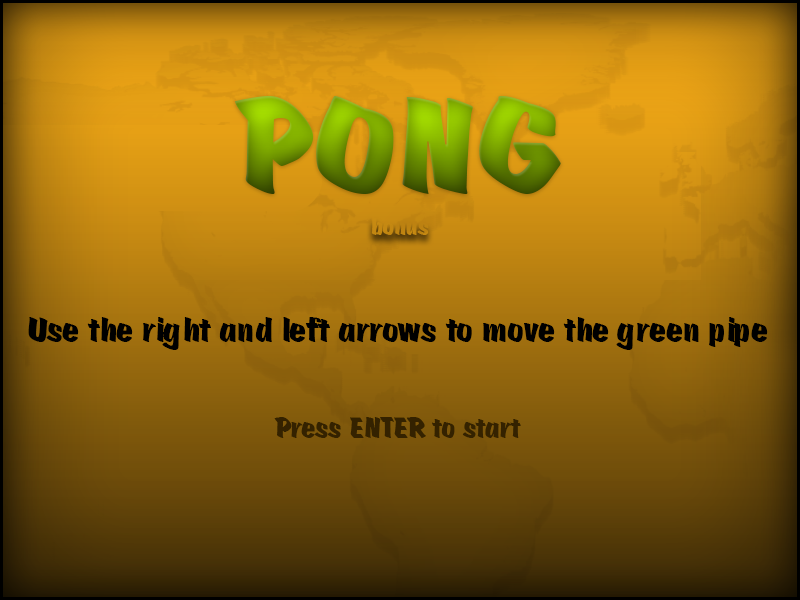 PONG
bonus
Use the right and left arrows to move the green pipe
Press ENTER to start